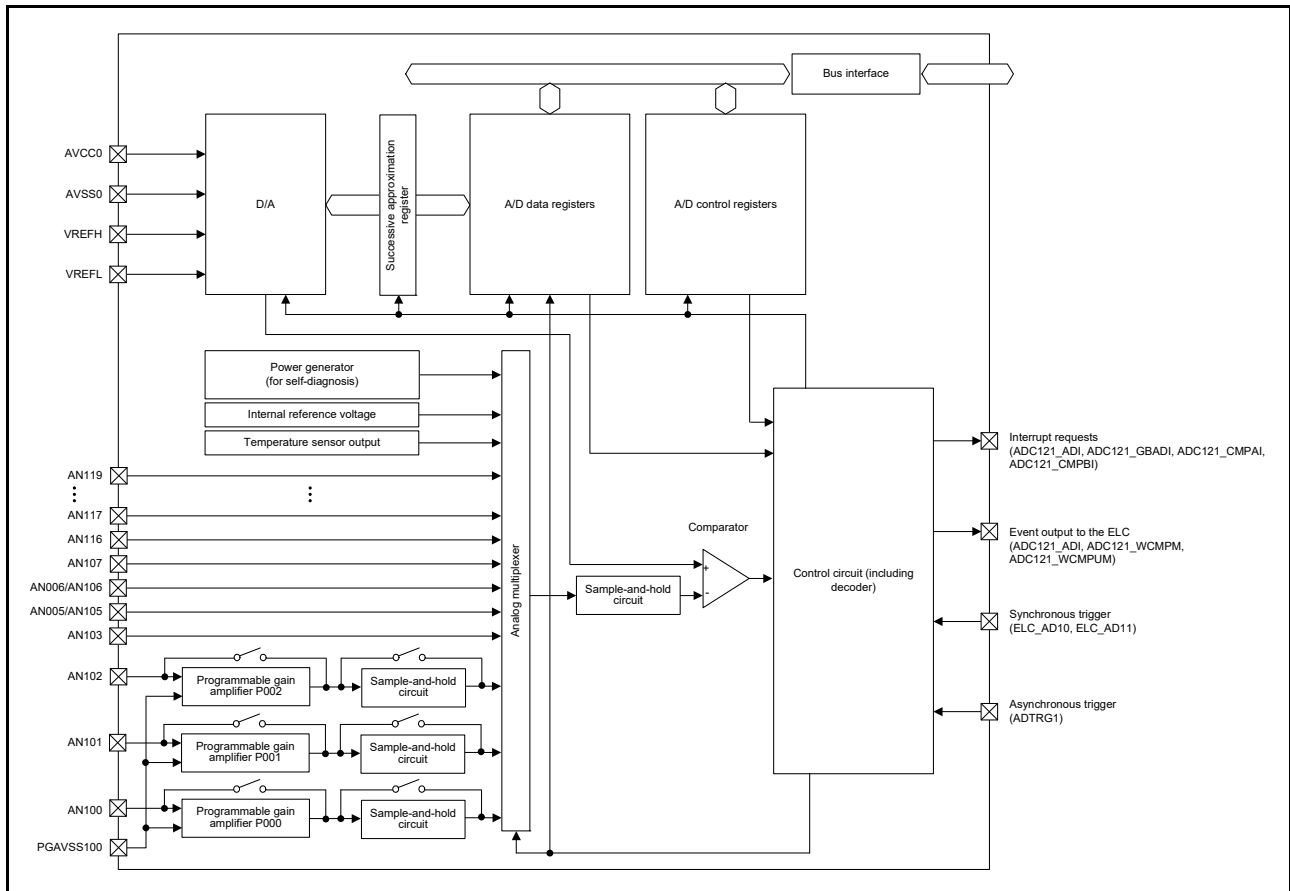 Bus interface
AVCC0
AVSS0
VREFH
VREFL
D/A
Successive approximation
register
A/D data registers
A/D control registers
Power generator
(for self-diagnosis)
Internal reference voltage
Temperature sensor output
AN119
AN117
AN116
AN107
AN006/AN106
AN005/AN105
AN103
AN102
AN101
AN100
PGAVSS100
Programmable gain
amplifier P002
Sample-and-hold
circuit
Programmable gain
amplifier P001
Sample-and-hold
circuit
Programmable gain
amplifier P000
Sample-and-hold
circuit
Analog multiplexer
Sample-and-hold
circuit
Comparator
+
-
Control circuit (including
decoder)
Interrupt requests
(ADC121_ADI, ADC121_GBADI, ADC121_CMPAI,
ADC121_CMPBI)
Event output to the ELC
(ADC121_ADI, ADC121_WCMPM,
ADC121_WCMPUM)
Synchronous trigger
(ELC_AD10, ELC_AD11)
Asynchronous trigger
(ADTRG1)